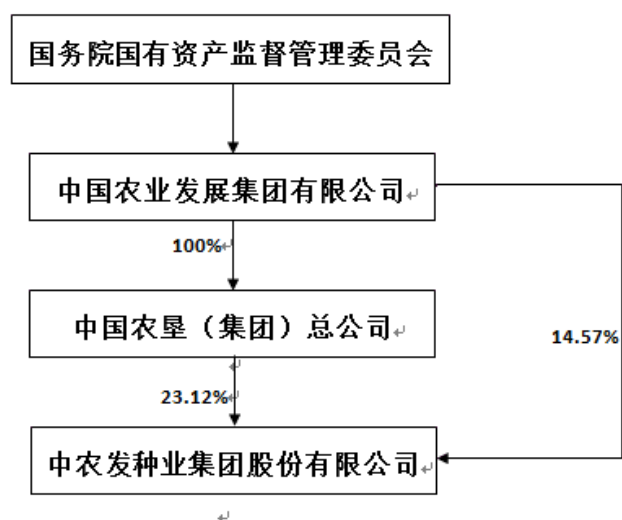 国务院国有资产监督管理委员会
中国农业发展集团有限公司
100%
中国农垦（集团）总公司
14.57%
23.12%
中农发种业集团股份有限公司